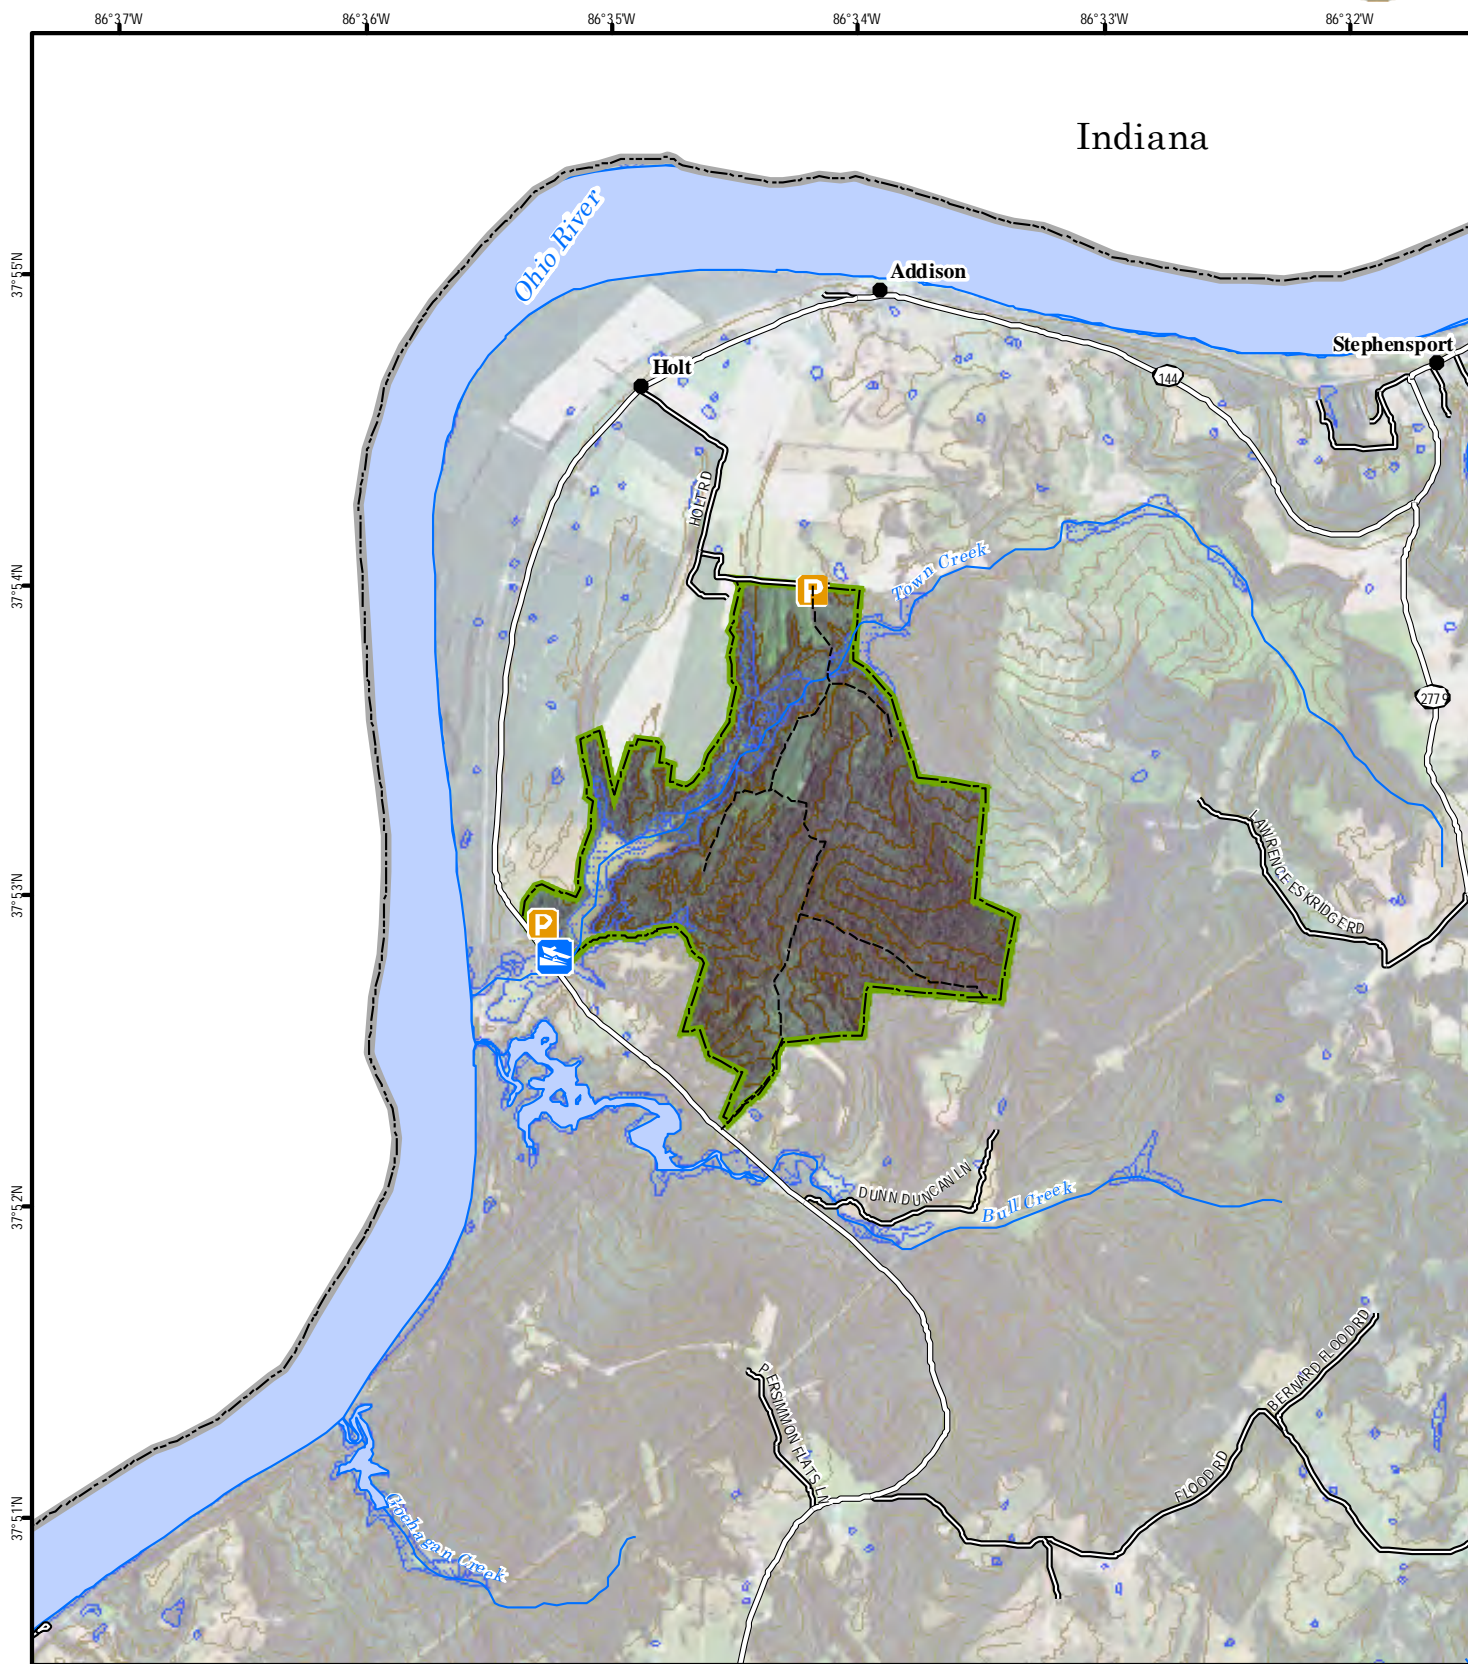 86°37'W
86°36'W
86°35'W
86°34'W
86°33'W
86°32'W
Indiana
Ohio River
37°55'N
Addison
Stephensport
Holt
144
HOLT RD
Town Creek
37°54'N
P
2779
LAWRENCE ESKRIDGE RD
37°53'N
P
DUNN DUNCAN LN
Bull Creek
37°52'N
BERNARD FLOOD RD
PERSIMMON FLATS LN
FLOOD RD
37°51'N
Gochagan Creek